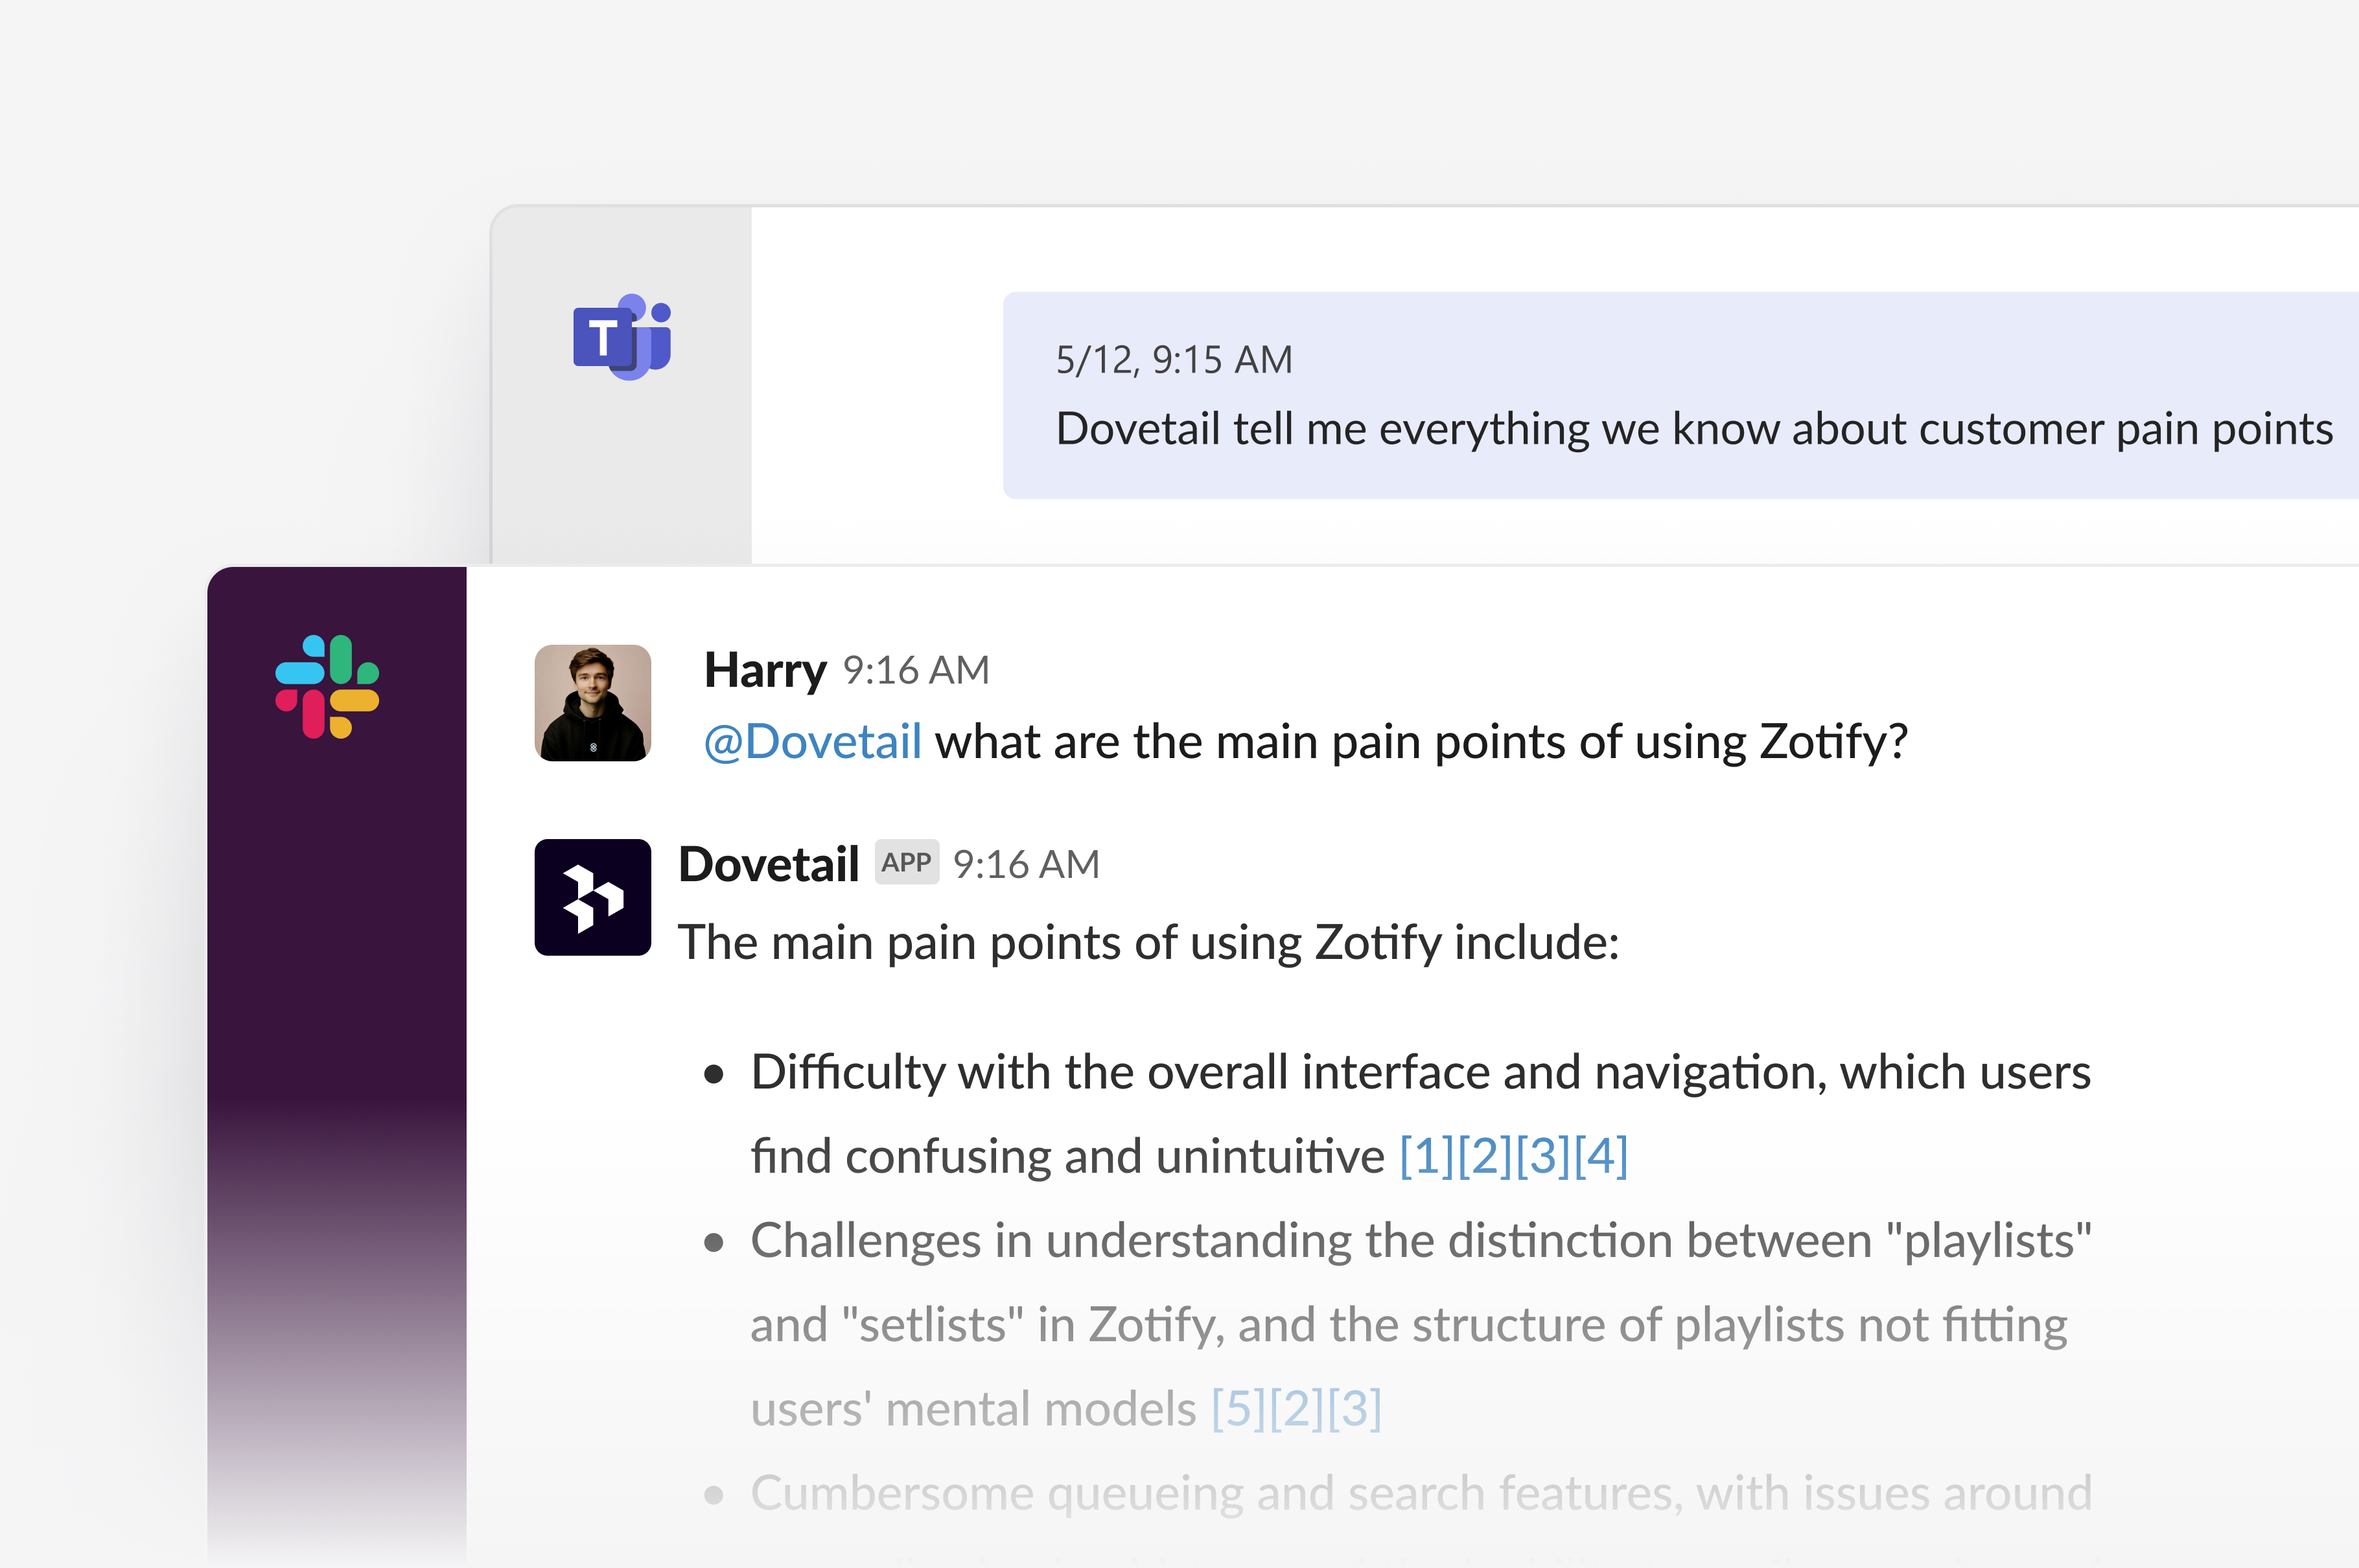 T
5/12, 9:15 AM
Dovetail tell me everything we know about customer pain points
Harry 9:16 AM
@Dovetail what are the main pain points of using Zotify?
Dovetail APP 9:16 AM
The main pain points of using Zotify include:
• Difficulty with the overall interface and navigation, which users
find confusing and unintuitive [1][2][3][4]
• Challenges in understanding the distinction between "playlists"
and "setlists" in Zotify, and the structure of playlists not fitting
users' mental models [5][2][3]
• Cumbersome queueing and search features, with issues around